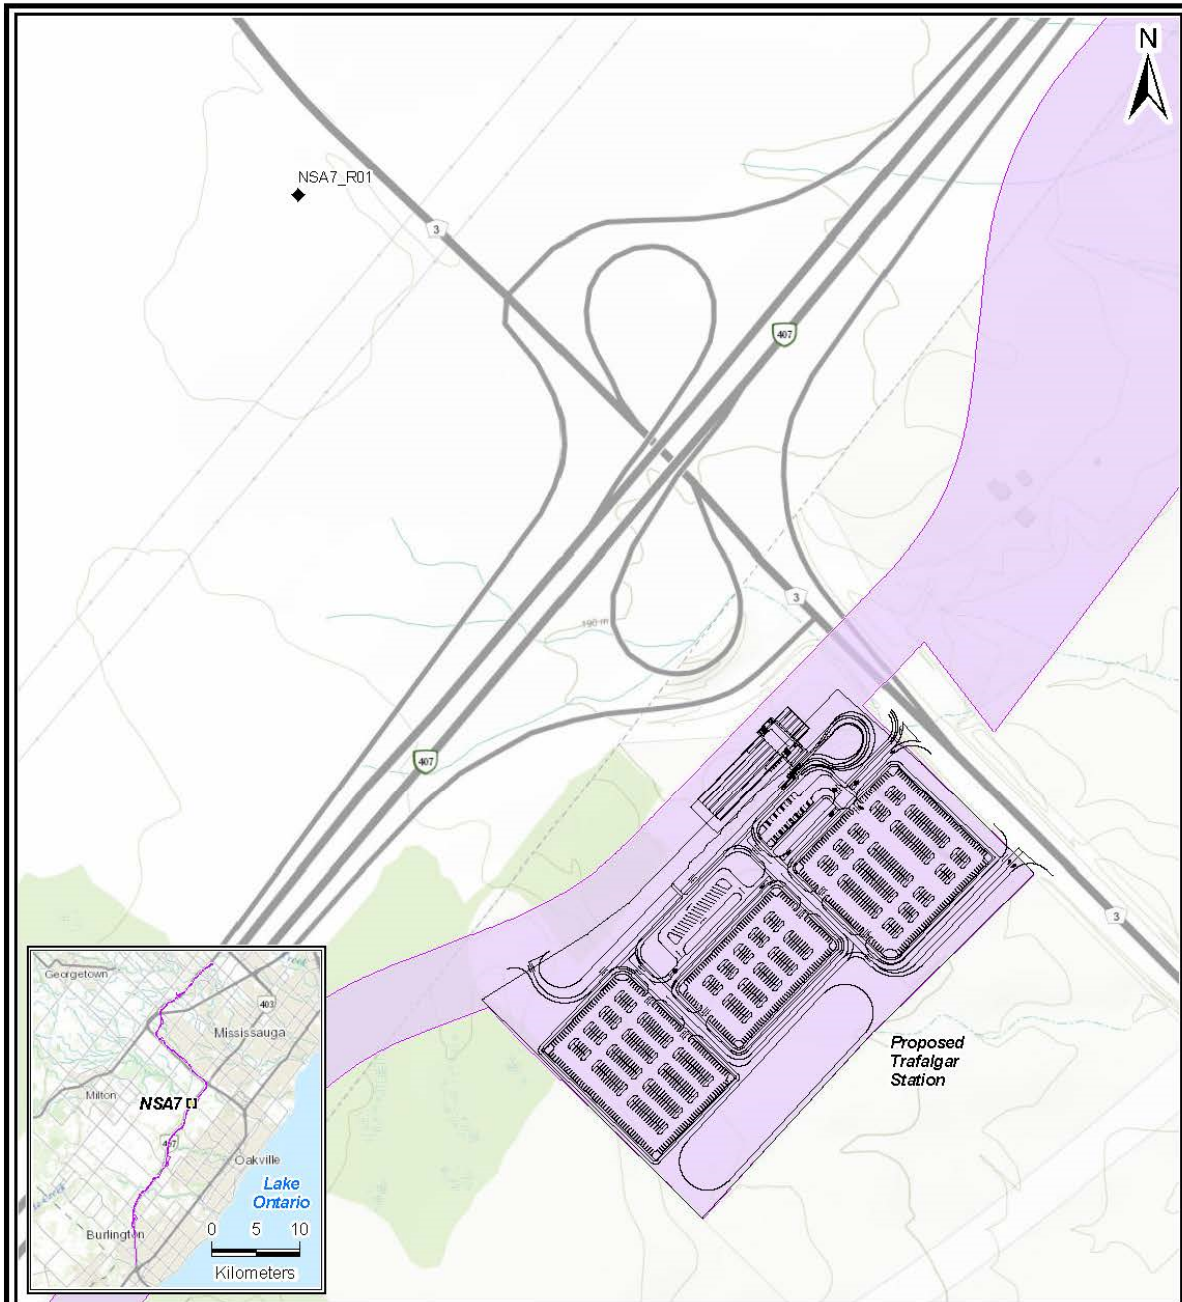 N
NSA7_R01
3
407
3
190 m
407
3
Proposed
Trafalgar
Station
Georgetown
403
Mississauga
Milton
NSA7
407
Oakville
Lake
Ontario
Burlington
0 5 10
Kilometers